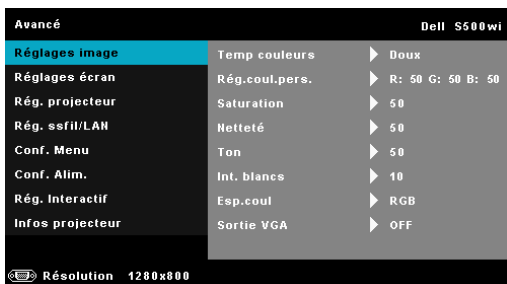 Avancé Dell S500wi
Réglages image Temp couleurs Doux
Réglages écran Rég.coul.pers. R: 50 G: 50 B: 50
Rég. projecteur Saturation 50
Rég. ssfil/LAN Netteté 50
Conf. Menu Ton 50
Conf. Alim. Int. blancs 10
Rég. Interactif Esp.coul RGB
Infos projecteur Sortie VGA OFF
Résolution 1280x800